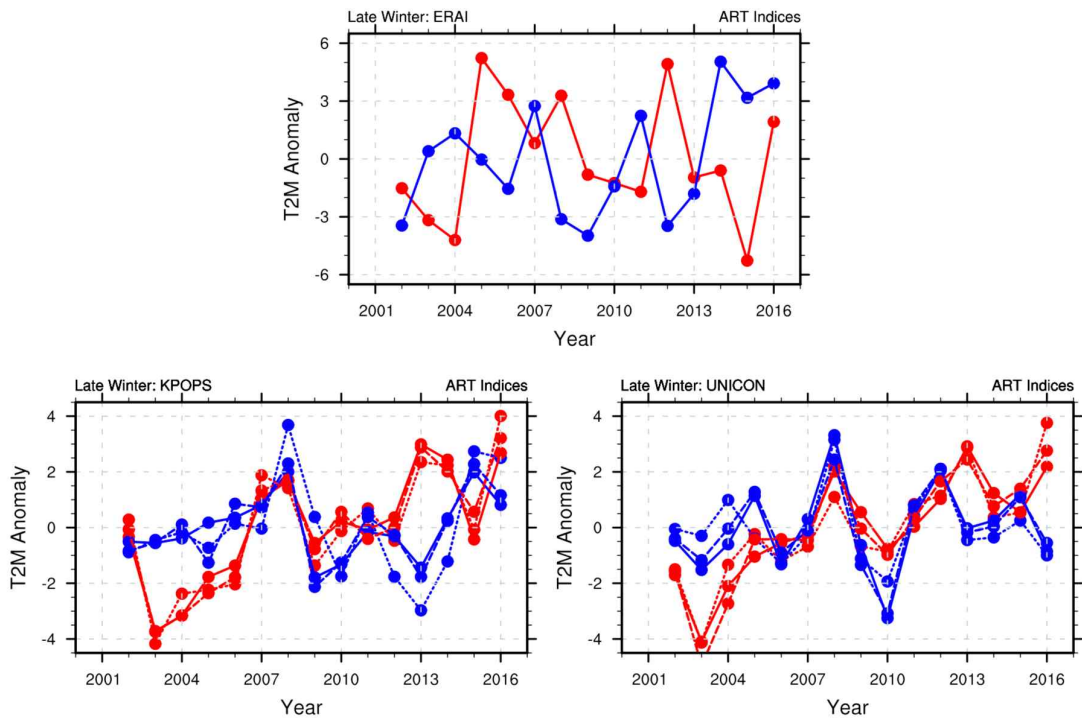 Late Winter: ERAI ART Indices
6
3
0
-3
-6
T2M Anomaly
2001 2004 2007 2010 2013 2016
Year
Late Winter: KPOPS ART Indices
4
2
0
-2
-4
T2M Anomaly
2001 2004 2007 2010 2013 2016
Year
Late Winter: UNICON ART Indices
4
2
0
-2
-4
T2M Anomaly
2001 2004 2007 2010 2013 2016
Year